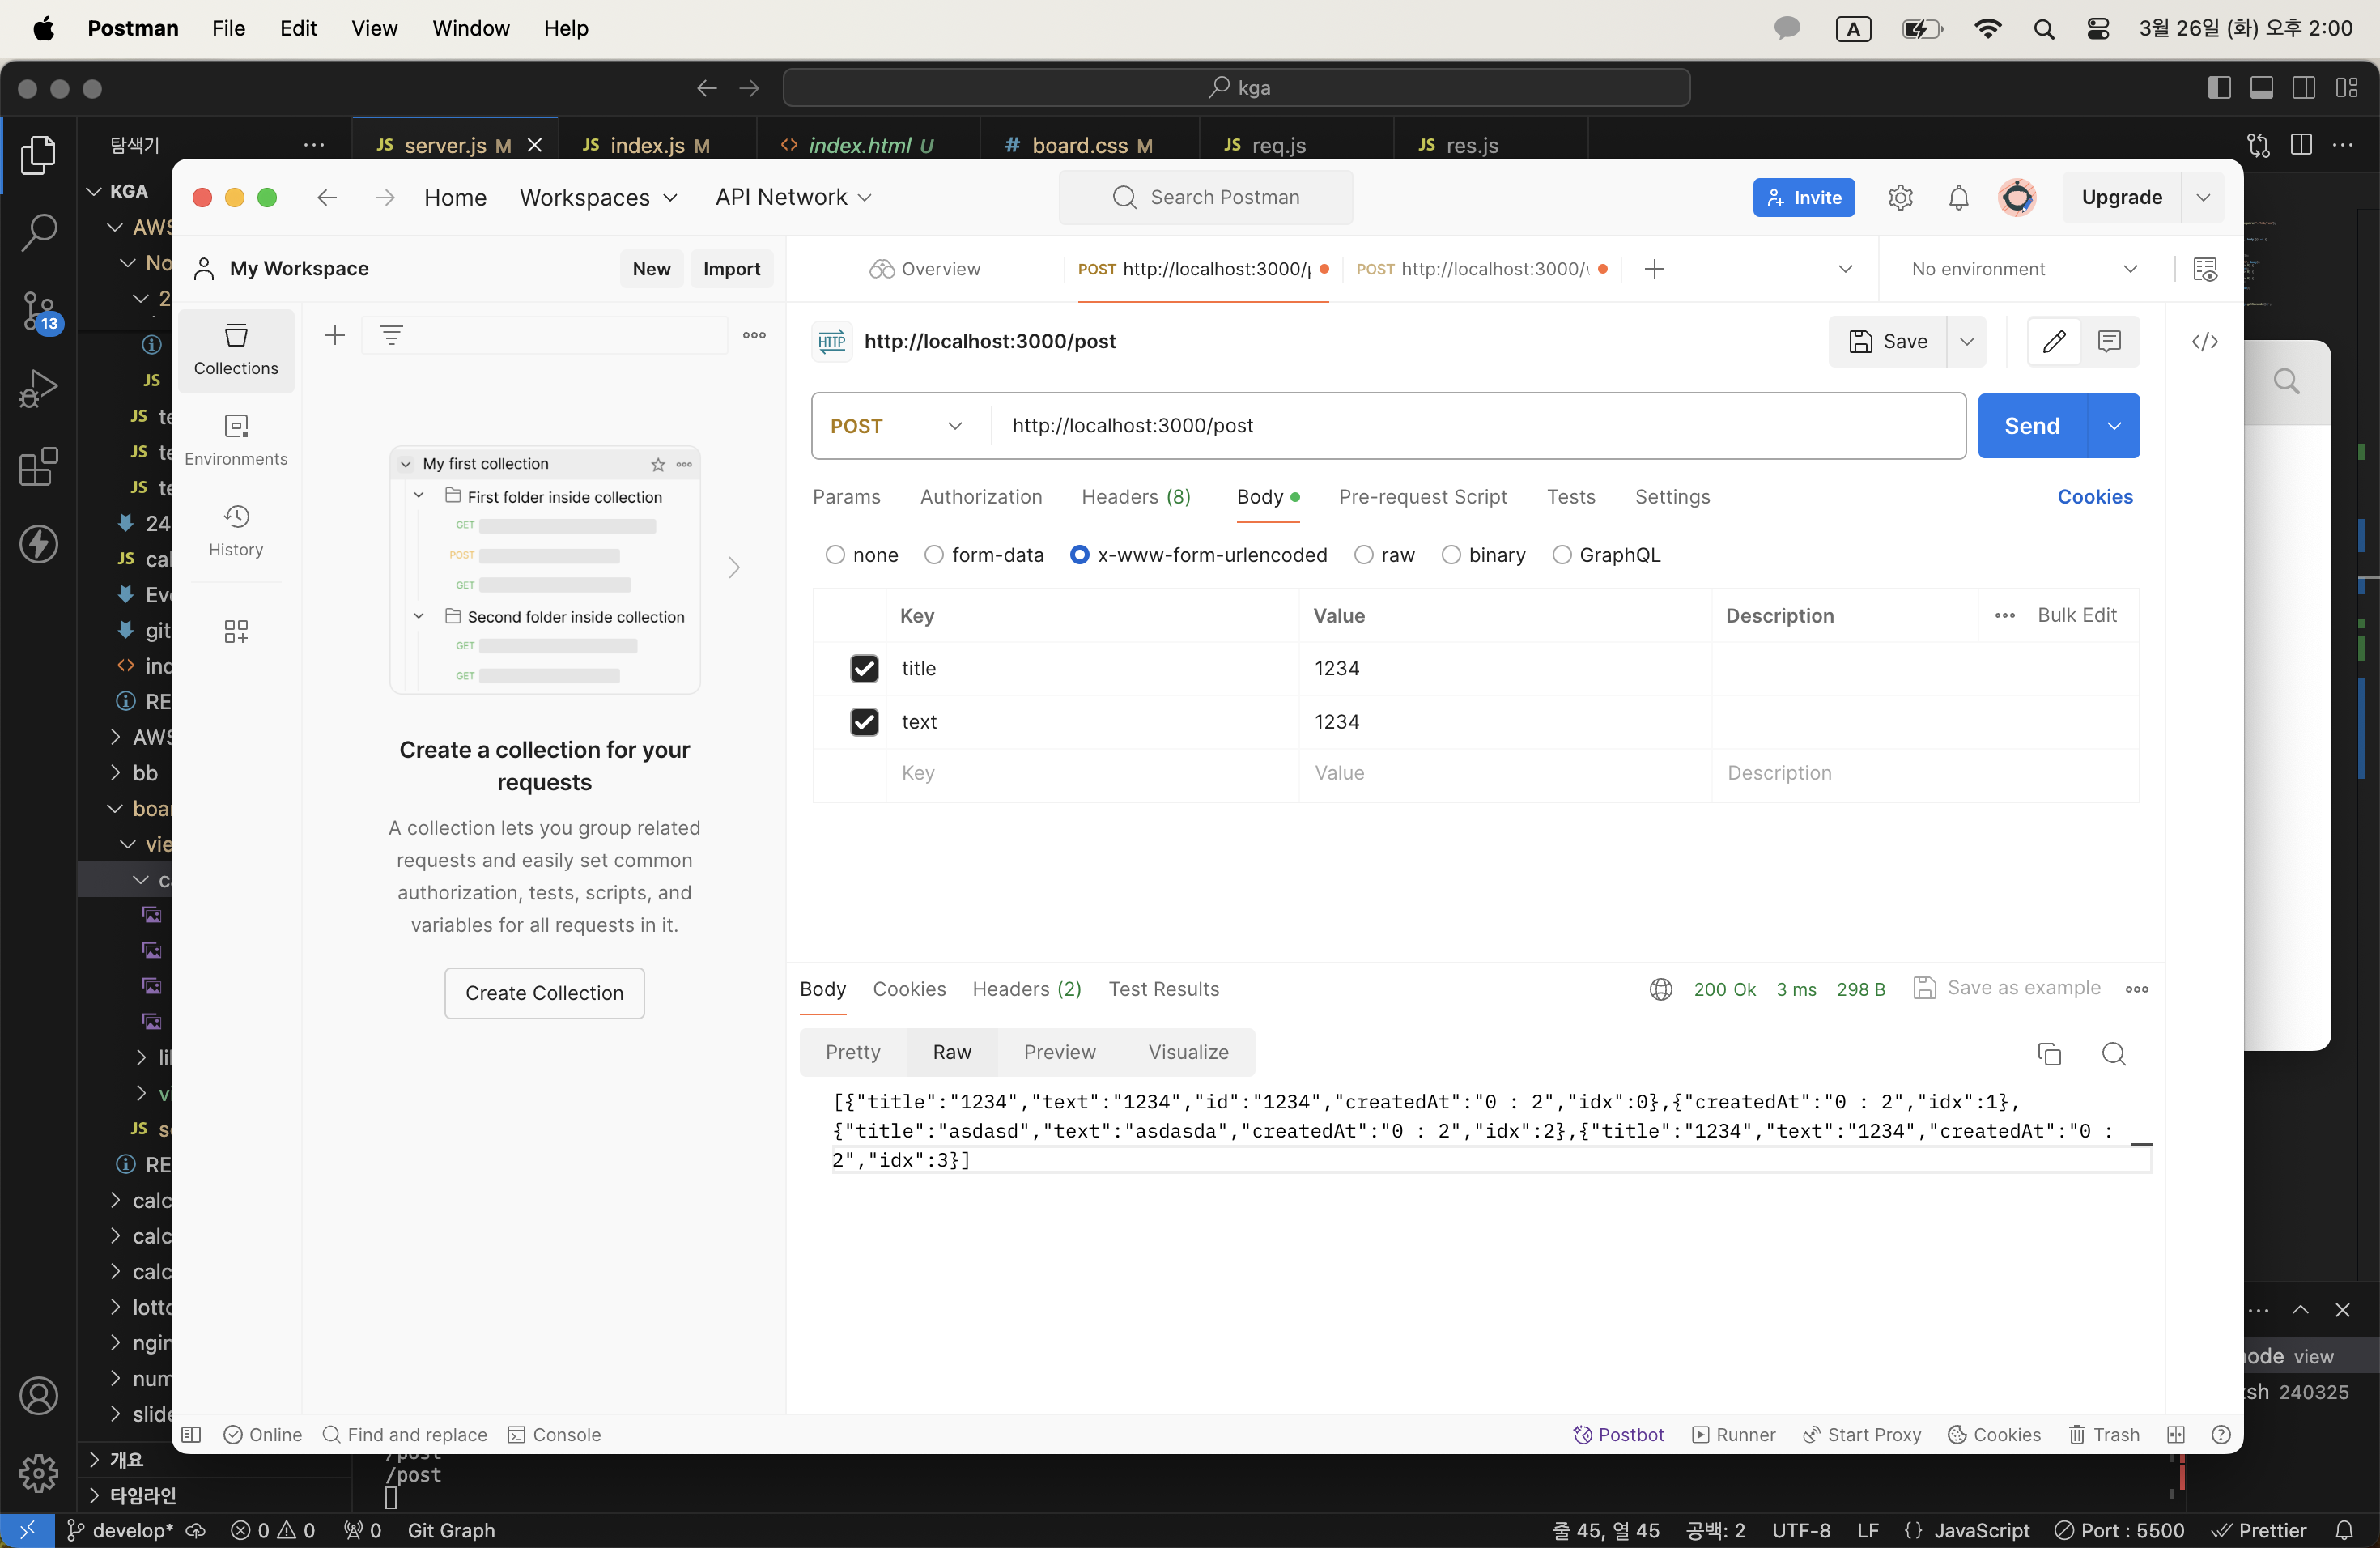 Postman File Edit View Window Help A 3월 26일 (화) 오후 2:00
kga
탐색기 JS server.js M JS index.js M <> index.html U # board.css M JS req.js JS res.js
KGA
AWS
No
2
JS
JS te
JS te
JS te
24
JS cal
Eve
git
<> ind
RE
AWS
bb
boar
vie
c
lil
v
JS se
RE
calc
calc
calc
lotto
ngin
num
slide
개요
타임라인
13
Home Workspaces API Network Search Postman Invite Upgrade
My Workspace New Import Overview POST http://localhost:3000/ POST http://localhost:3000/ No environment
Collections
Environments
History
My first collection
First folder inside collection
GET
POST
GET
Second folder inside collection
GET
GET
Create a collection for your
requests
A collection lets you group related
requests and easily set common
authorization, tests, scripts, and
variables for all requests in it.
Create Collection
HTTP http://localhost:3000/post Save </>
POST http://localhost:3000/post Send
Params Authorization Headers (8) Body Pre-request Script Tests Settings Cookies
none form-data x-www-form-urlencoded raw binary GraphQL
Key Value Description Bulk Edit
title 1234
text 1234
Key Value Description
Body Cookies Headers (2) Test Results 200 Ok 3 ms 298 B Save as example
Pretty Raw Preview Visualize
[{"title":"1234","text":"1234","id":"1234","createdAt":"0 : 2","idx":0},{"createdAt":"0 : 2","idx":1},
{"title":"asdasd","text":"asdasda","createdAt":"0 : 2","idx":2},{"title":"1234","text":"1234","createdAt":"0 :
2","idx":3}]
Online Find and replace Console Postbot Runner Start Proxy Cookies Trash
node view
zsh 240325
/post
/post
develop* 0 0 0 Git Graph 줄 45, 열 45 공백: 2 UTF-8 LF {} JavaScript Port : 5500 Prettier